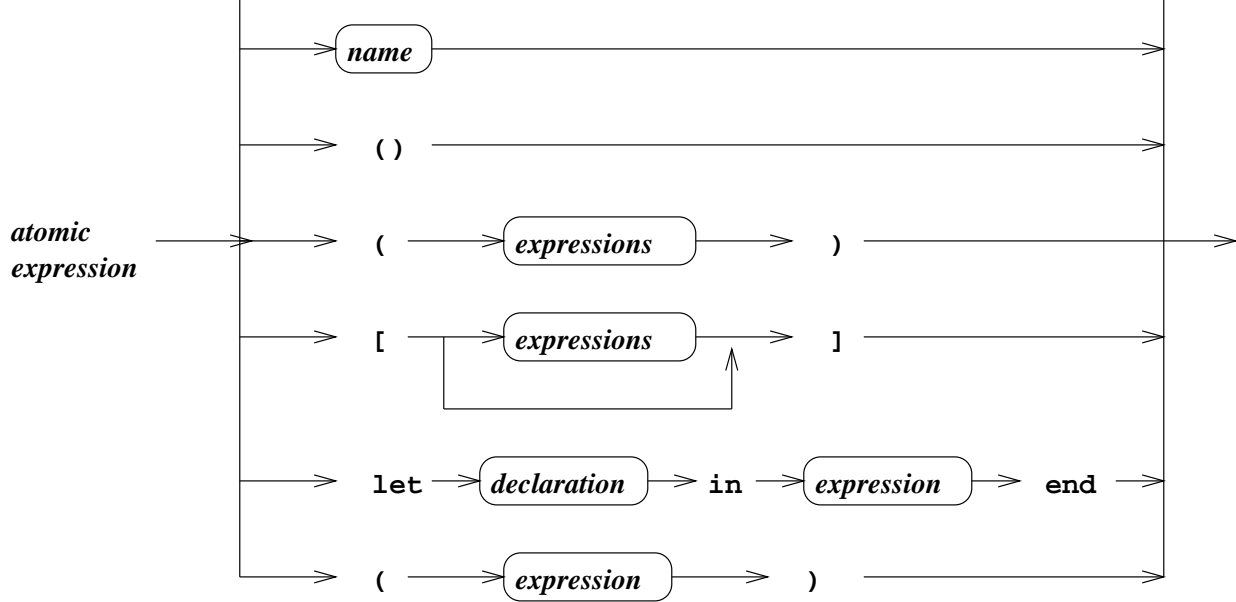 name
()
atomic
expression
( expressions )
[ expressions ]
let declaration in expression end
( expression )